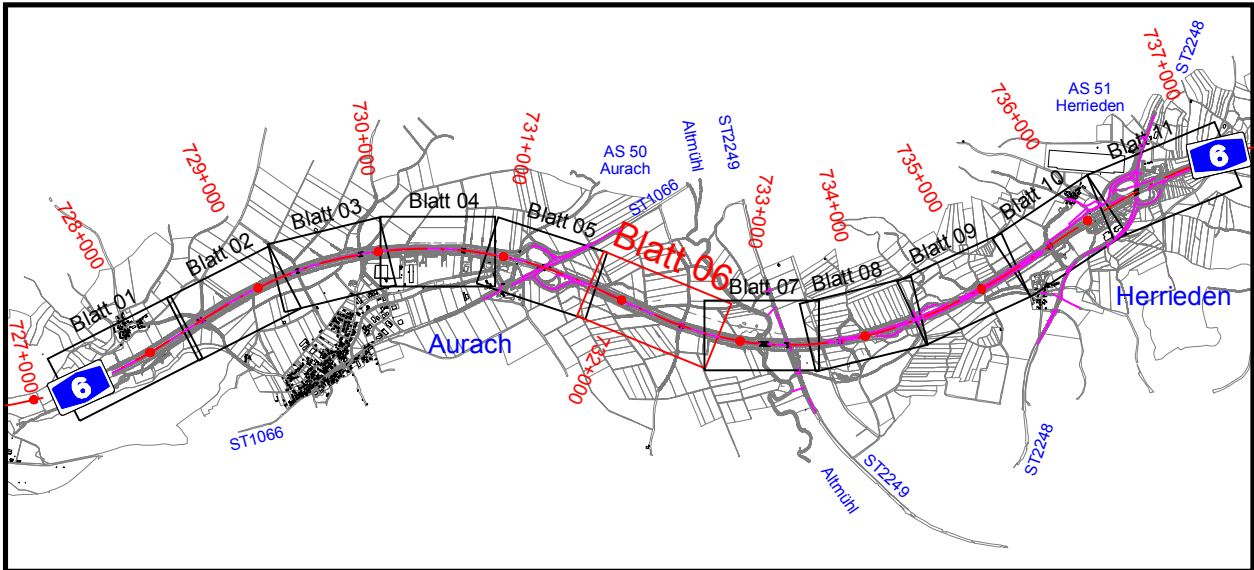 727+000
728+000
729+000
730+000
731+000
732+000
733+000
734+000
735+000
736+000
737+000
Blatt 01
Blatt 02
Blatt 03
Blatt 04
Blatt 05
Blatt 06
Blatt 07
Blatt 08
Blatt 09
Blatt 10
Blatt 11
6
6
AS 50
Aurach
ST1066
Altmühl
ST2249
AS 51
Herrieden
ST2248
Aurach
Herrieden
ST1066
Altmühl
ST2249
ST2248